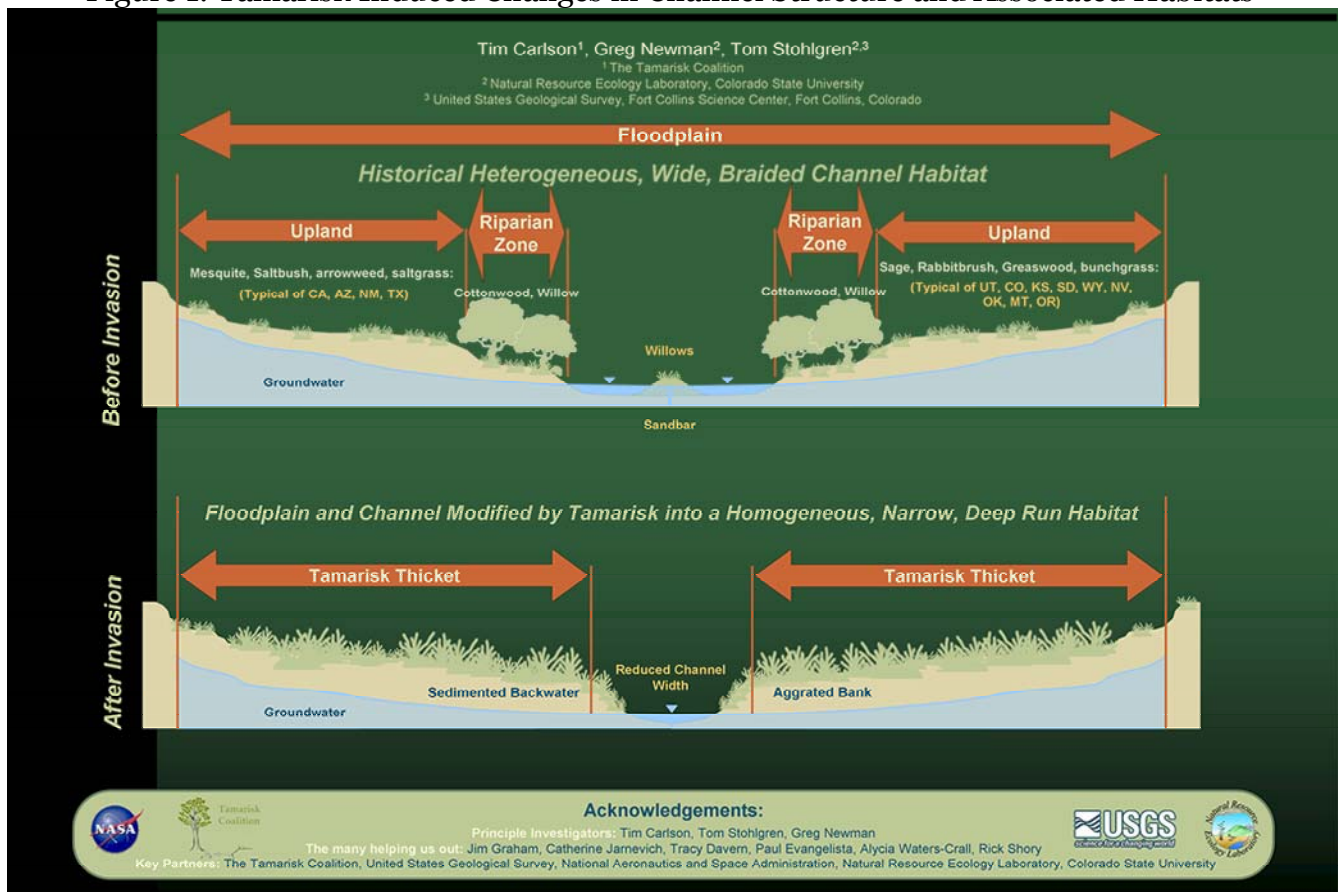 Figure 1. Tamarisk Induced Changes in Channel Structure and Associated Habitats
Tim Carlson1, Greg Newman2, Tom Stohlgren2,3
1 The Tamarisk Coalition
2 Natural Resource Ecology Laboratory, Colorado State University
3 United States Geological Survey, Fort Collins Science Center, Fort Collins, Colorado
Floodplain
Historical Heterogeneous, Wide, Braided Channel Habitat
Upland
Riparian
Zone
Riparian
Zone
Upland
Mesquite, Saltbush, arrowweed, saltgrass:
(Typical of CA, AZ, NM, TX)
Cottonwood, Willow
Cottonwood, Willow
Sage, Rabbitbrush, Greaswood, bunchgrass:
(Typical of UT, CO, KS, SD, WY, NV,
OK, MT, OR)
Before Invasion
Willows
Groundwater
Sandbar
Floodplain and Channel Modified by Tamarisk into a Homogeneous, Narrow, Deep Run Habitat
Tamarisk Thicket
Tamarisk Thicket
After Invasion
Reduced Channel
Width
Sedimented Backwater
Aggrated Bank
Groundwater
NASA
Tamarisk
Coalition
Acknowledgements:
Principle Investigators: Tim Carlson, Tom Stohlgren, Greg Newman
The many helping us out: Jim Graham, Catherine Jarnevich, Tracy Davern, Paul Evangelista, Alycia Waters-Crall, Rick Shory
Key Partners: The Tamarisk Coalition, United States Geological Survey, National Aeronautics and Space Administration, Natural Resource Ecology Laboratory, Colorado State University
USGS
science for a changing world
Natural Resource
Ecology Laboratory